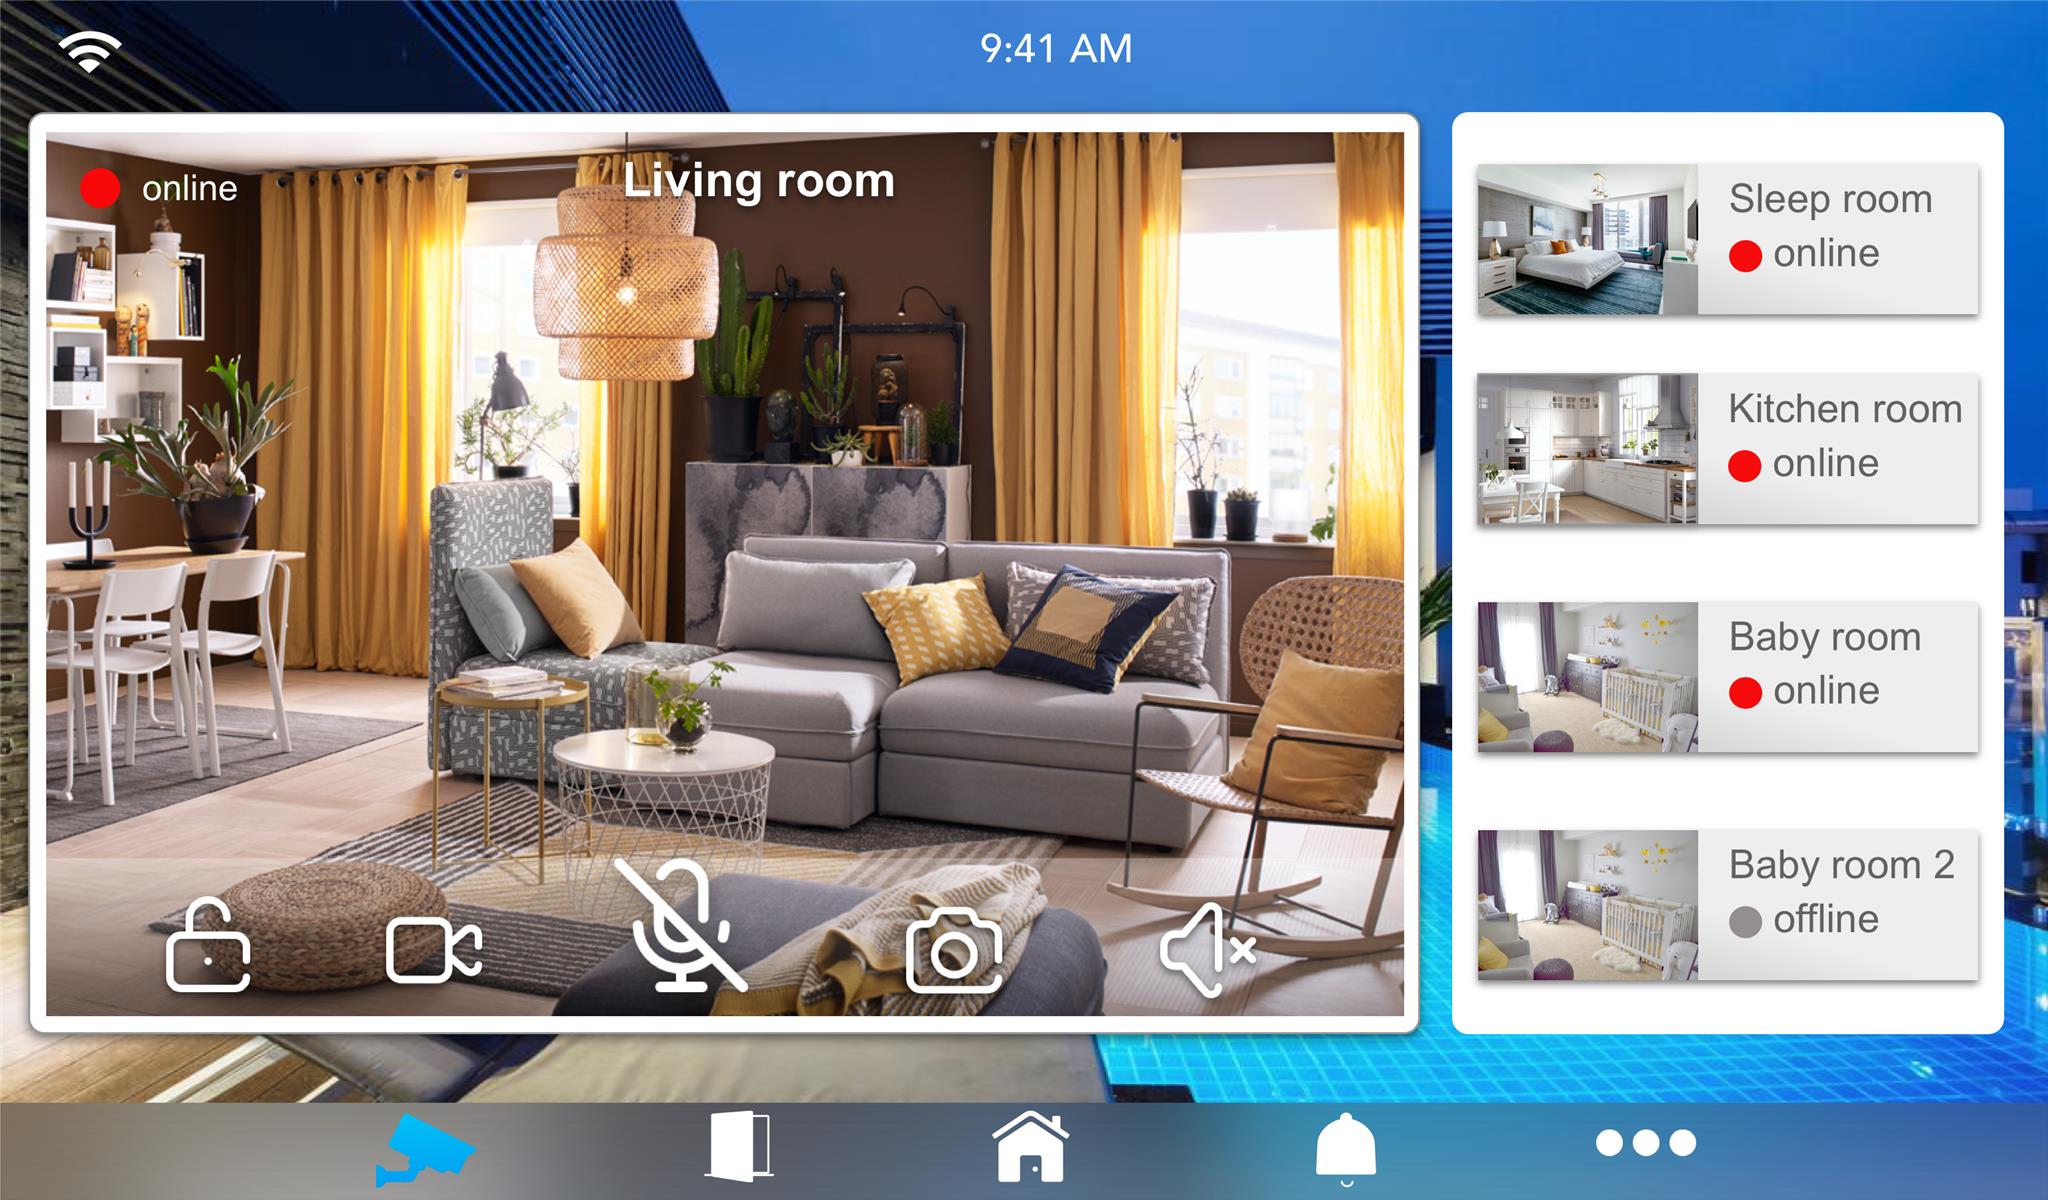 9:41 AM
online
Living room
Sleep room
online
Kitchen room
online
Baby room
online
Baby room 2
offline